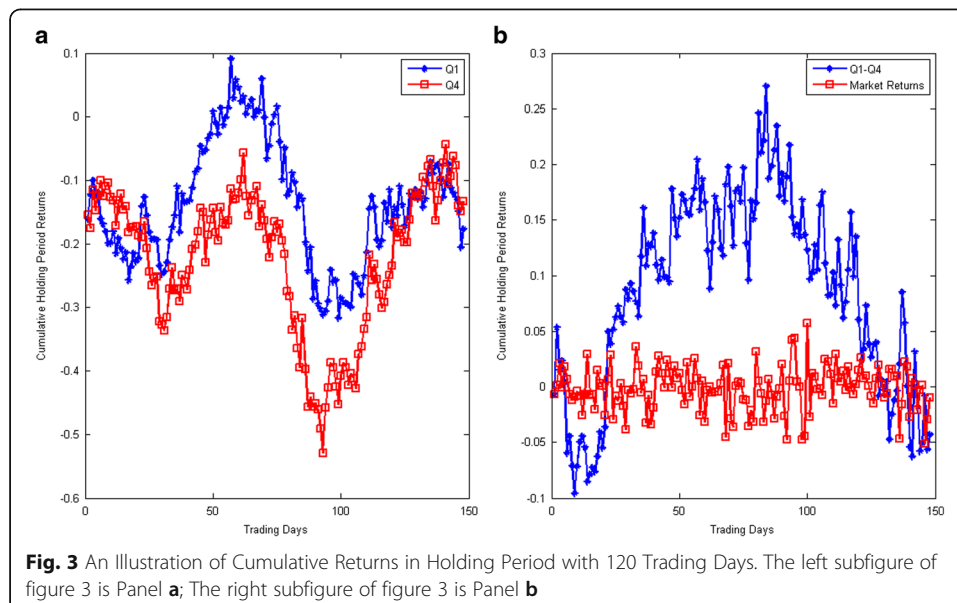 a
b
Q1
Q4
Q1-Q4
Market Returns
Cumulative Holding Period Returns
0.1
0
-0.1
-0.2
-0.3
-0.4
-0.5
-0.6
0
50
100
150
Trading Days
Cumulative Holding Period Returns
0.3
0.25
0.2
0.15
0.1
0.05
0
-0.05
-0.1
0
50
100
150
Trading Days
Fig. 3 An Illustration of Cumulative Returns in Holding Period with 120 Trading Days. The left subfigure of
figure 3 is Panel a; The right subfigure of figure 3 is Panel b